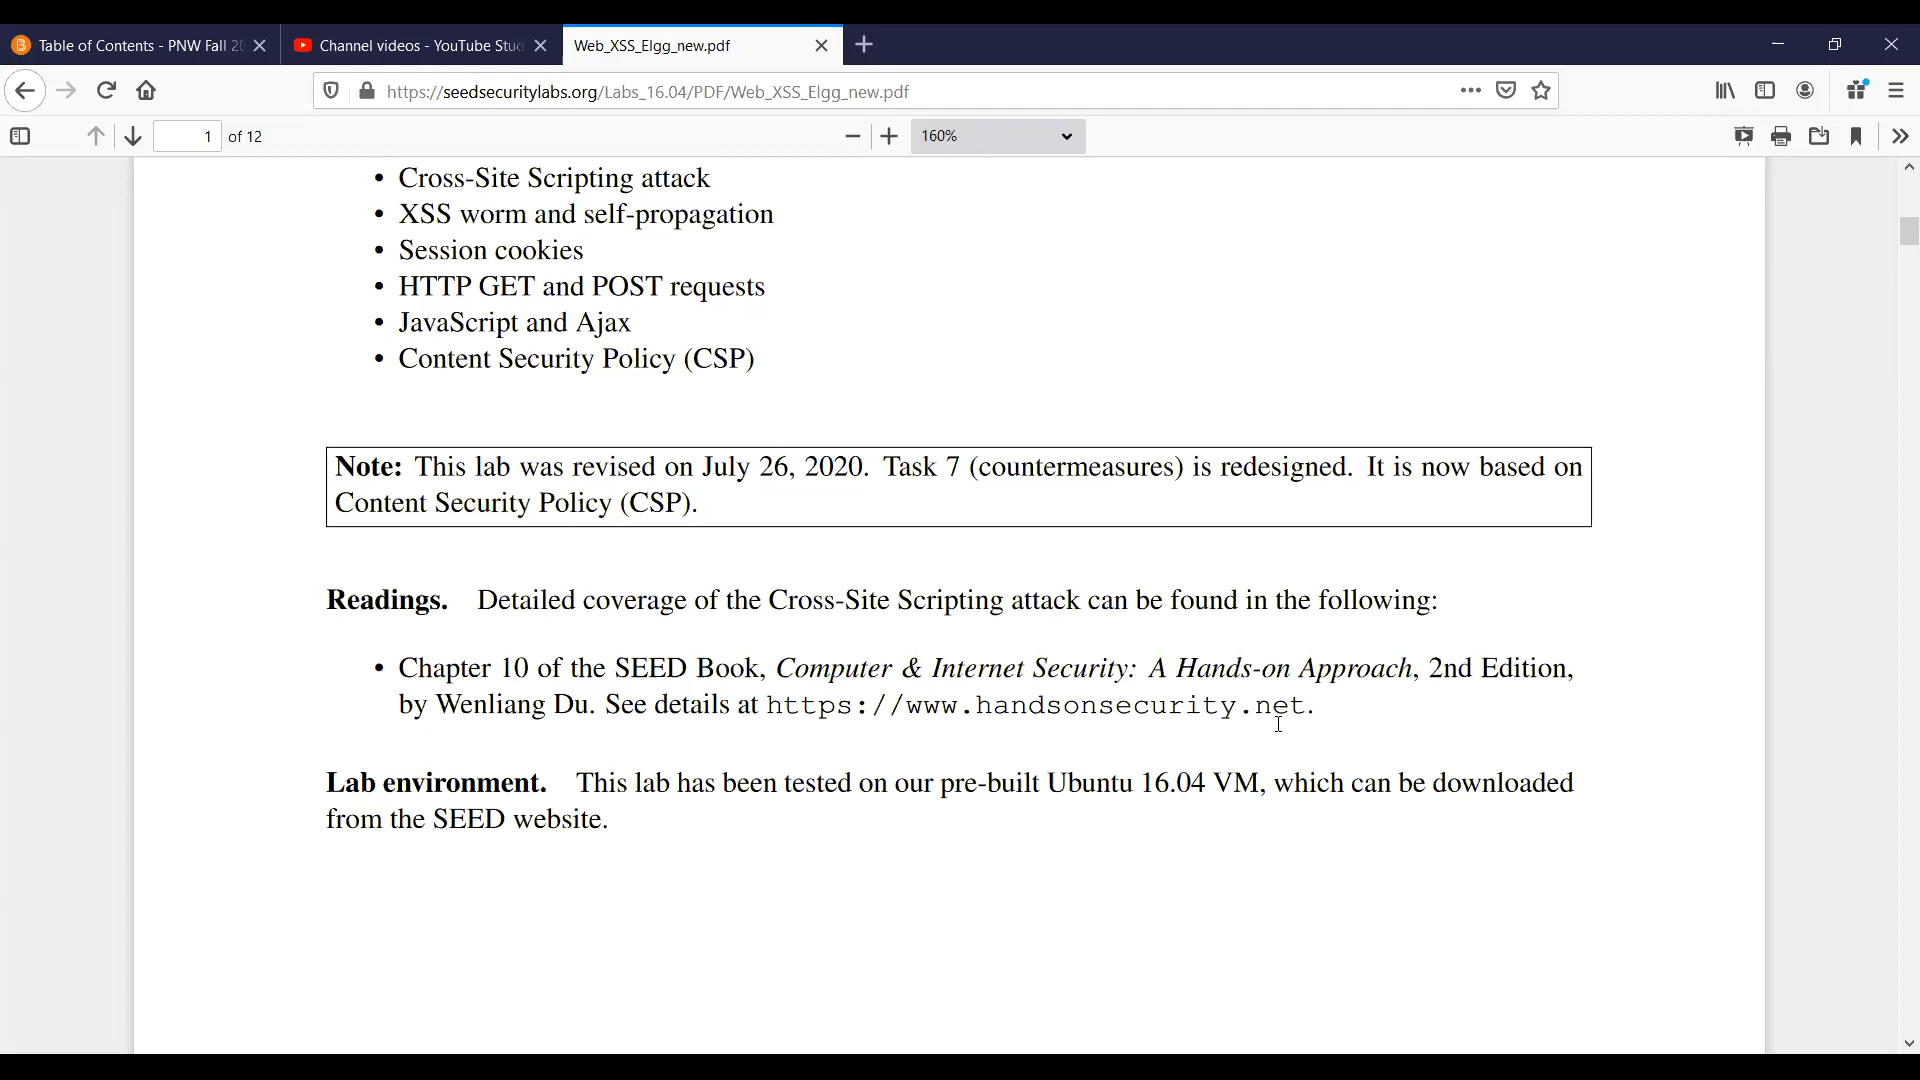 Table of Contents - PNW Fall 20
Channel videos - YouTube Stu
Web_XSS_Elgg_new.pdf
https://seedsecuritylabs.org/Labs_16.04/PDF/Web_XSS_Elgg_new.pdf
1 of 12
160%
• Cross-Site Scripting attack
• XSS worm and self-propagation
• Session cookies
• HTTP GET and POST requests
• JavaScript and Ajax
• Content Security Policy (CSP)
Note: This lab was revised on July 26, 2020. Task 7 (countermeasures) is redesigned. It is now based on
Content Security Policy (CSP).
Readings. Detailed coverage of the Cross-Site Scripting attack can be found in the following:
• Chapter 10 of the SEED Book, Computer & Internet Security: A Hands-on Approach, 2nd Edition,
by Wenliang Du. See details at https://www.handsonsecurity.net.
Lab environment. This lab has been tested on our pre-built Ubuntu 16.04 VM, which can be downloaded
from the SEED website.